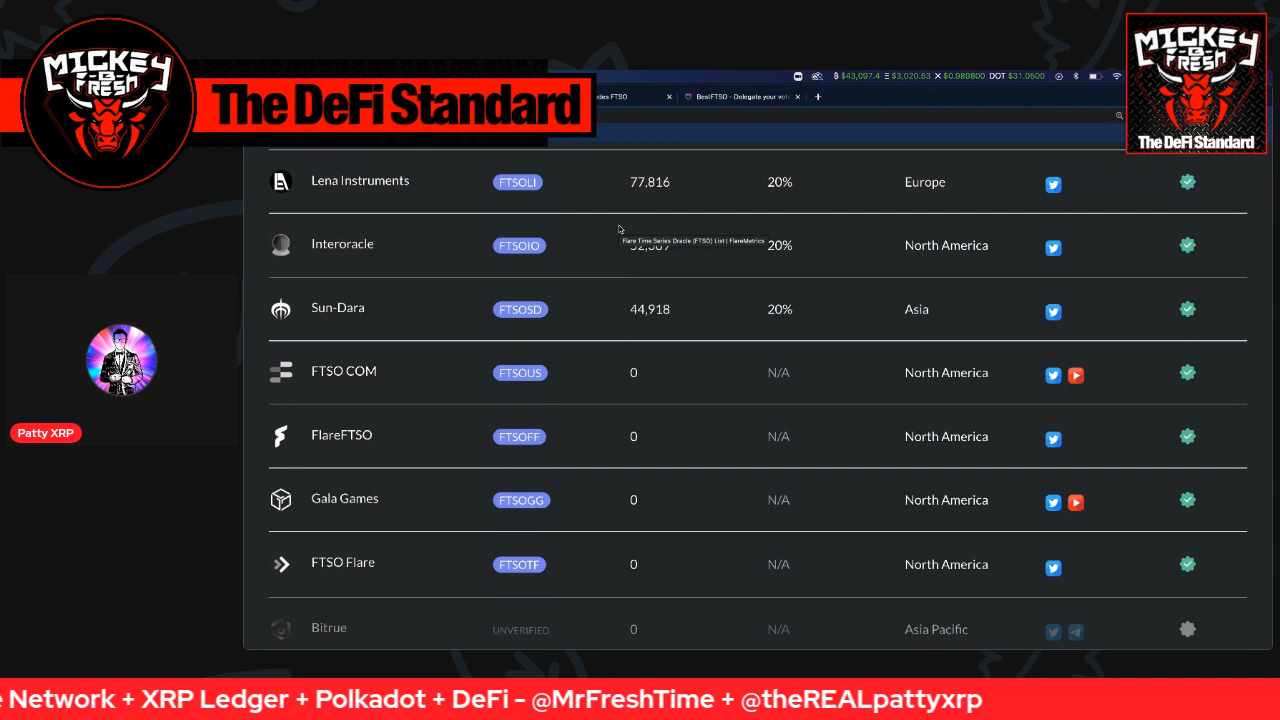 MICKEY
-B-
FRESH
The DeFi Standard
฿ $43,097.4 Ξ $3,020.63 X $0.989800 DOT $31.0500
odes FTSO
BestFTSO - Delegate your vot
MICKEY
-B-
FRESH
The DeFi Standard
Lena Instruments FTSOLI 77,816 20% Europe
Interoracle FTSOIO 20% North America
Flare Time Series Oracle (FTSO) List | FlareMetrics
Sun-Dara FTSOSD 44,918 20% Asia
FTSO COM FTSOUS 0 N/A North America
FlareFTSO FTSOFF 0 N/A North America
Gala Games FTSOGG 0 N/A North America
FTSO Flare FTSOTF 0 N/A North America
Bitrue UNVERIFIED 0 N/A Asia Pacific
Patty XRP
e Network + XRP Ledger + Polkadot + DeFi - @MrFreshTime + @theREALpattyxrp